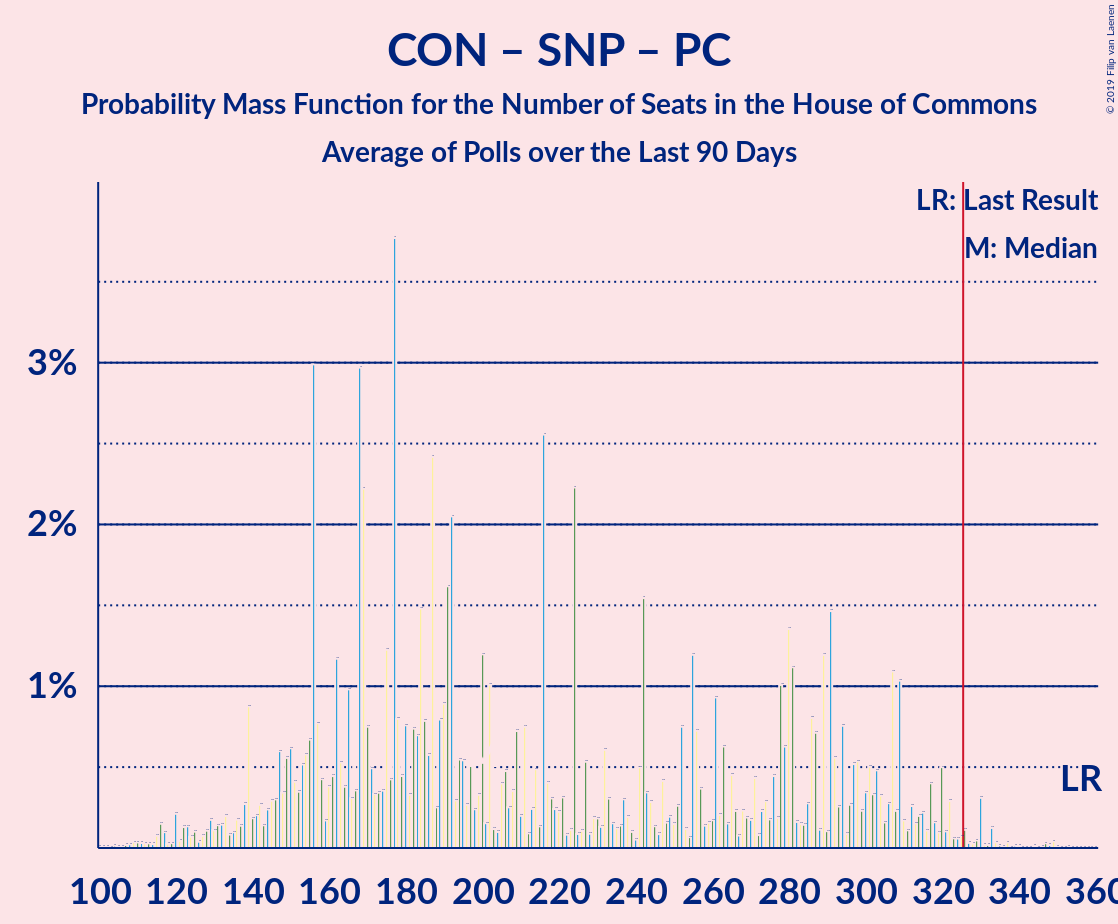 CON – SNP – PC
Probability Mass Function for the Number of Seats in the House of Commons
Average of Polls over the Last 90 Days
© 2019 Filip van Laenen
LR: Last Result
M: Median
3%
2%
1%
LR
100 120 140 160 180 200 220 240 260 280 300 320 340 360